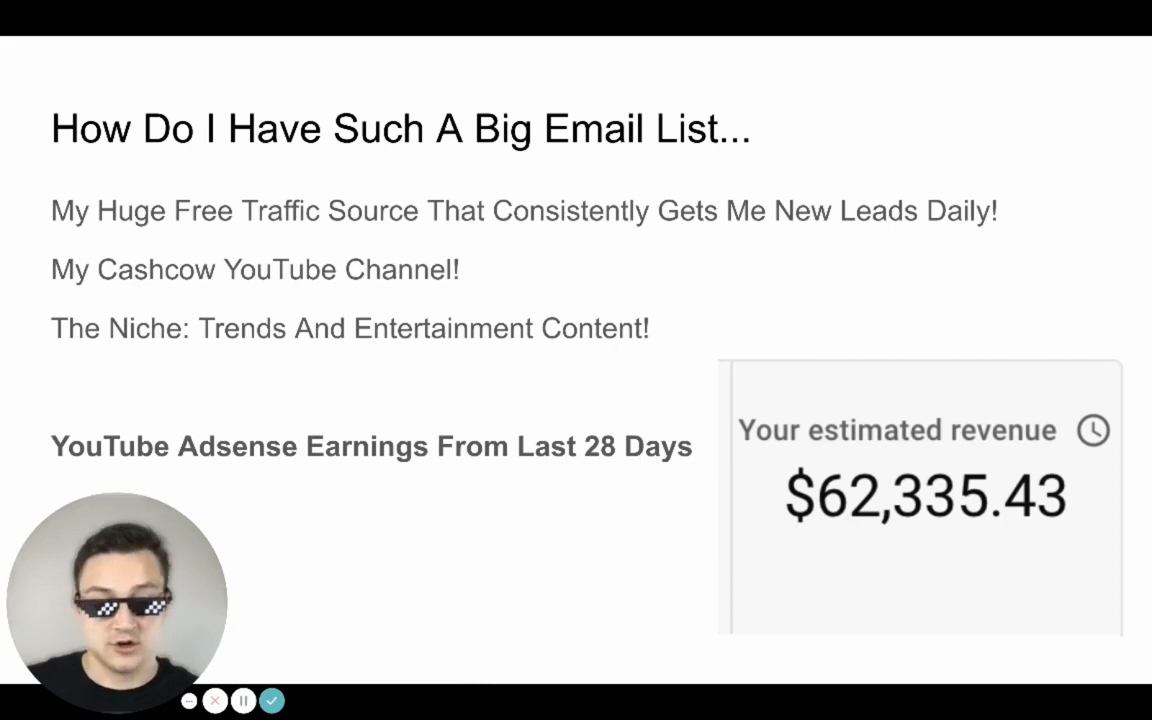 How Do I Have Such A Big Email List...
My Huge Free Traffic Source That Consistently Gets Me New Leads Daily!
My Cashcow YouTube Channel!
The Niche: Trends And Entertainment Content!
YouTube Adsense Earnings From Last 28 Days
Your estimated revenue
$62,335.43